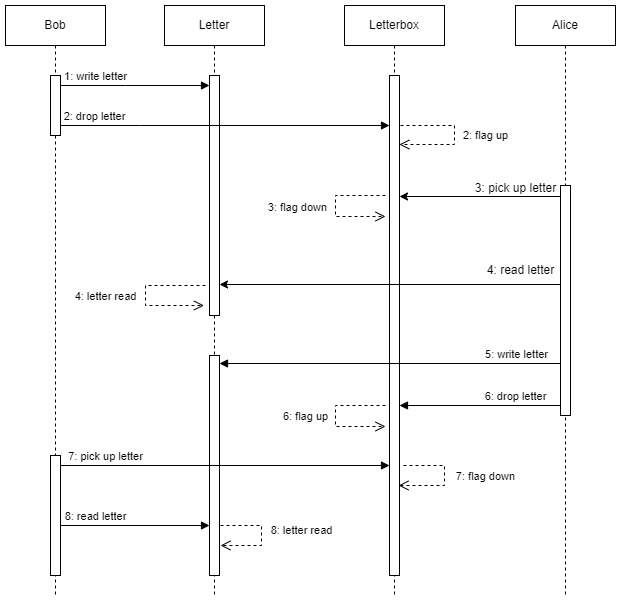 Bob
Letter
Letterbox
Alice
1: write letter
2: drop letter
2: flag up
3: pick up letter
3: flag down
4: read letter
4: letter read
5: write letter
6: drop letter
6: flag up
7: pick up letter
7: flag down
8: read letter
8: letter read